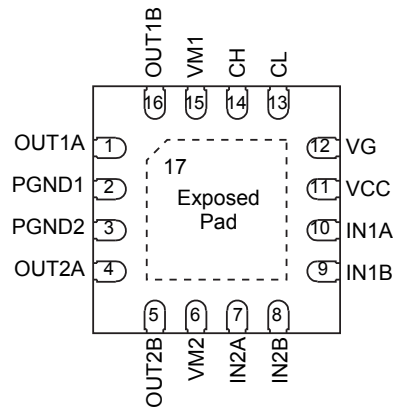 OUT1B
VM1
CH
CL
16
15
14
13
OUT1A
1
12
VG
PGND1
2
11
VCC
PGND2
3
10
IN1A
OUT2A
4
9
IN1B
17
Exposed
Pad
5
6
7
8
OUT2B
VM2
IN2A
IN2B